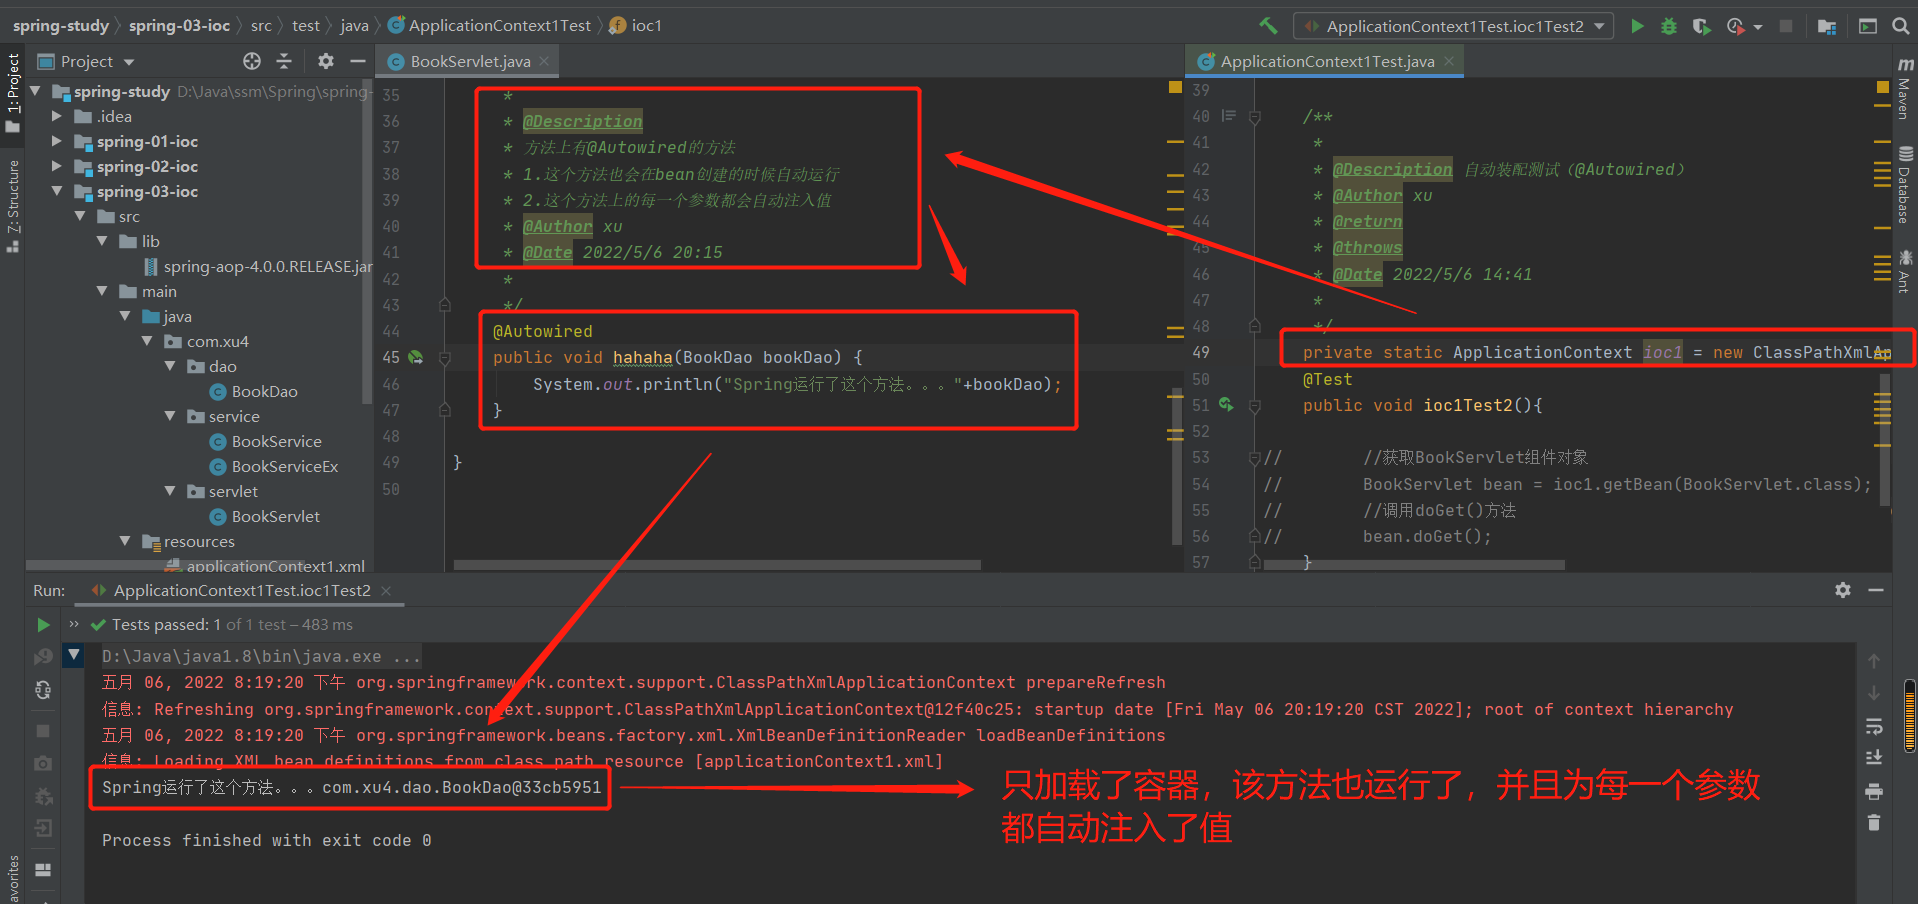 spring-study  spring-03-ioc  src  test  java  ApplicationContext1Test  ioc1
ApplicationContext1Test.ioc1Test2
1: Project
Z: Structure
avorites
Project
spring-study D:\Java\ssm\Spring\spring-
.idea
spring-01-ioc
spring-02-ioc
spring-03-ioc
src
lib
spring-aop-4.0.0.RELEASE.jar
main
java
com.xu4
dao
BookDao
service
BookService
BookServiceEx
servlet
BookServlet
resources
applicationContext1.xml
BookServlet.java
35 *
36 * @Description
37 * 方法上有@Autowired的方法
38 * 1.这个方法也会在bean创建的时候自动运行
39 * 2.这个方法上的每一个参数都会自动注入值
40 * @Author xu
41 * @Date 2022/5/6 20:15
42 *
43 */
44 @Autowired
45 public void hahaha(BookDao bookDao) {
46 System.out.println("Spring运行了这个方法。。。"+bookDao);
47 }
48
49 }
50
ApplicationContext1Test.java
39
40 /**
41 *
42 * @Description 自动装配测试（@Autowired）
43 * @Author xu
44 * @return
45 * @throws
46 * @Date 2022/5/6 14:41
47 *
48 */
49 private static ApplicationContext ioc1 = new ClassPathXmlAp
50 @Test
51 public void ioc1Test2(){
52
53 // //获取BookServlet组件对象
54 // BookServlet bean = ioc1.getBean(BookServlet.class);
55 // //调用doGet()方法
56 // bean.doGet();
57 }
m Maven
Database
Ant
Run: ApplicationContext1Test.ioc1Test2
Tests passed: 1 of 1 test – 483 ms
D:\Java\java1.8\bin\java.exe ...
五月 06, 2022 8:19:20 下午 org.springframework.context.support.ClassPathXmlApplicationContext prepareRefresh
信息: Refreshing org.springframework.context.support.ClassPathXmlApplicationContext@12f40c25: startup date [Fri May 06 20:19:20 CST 2022]; root of context hierarchy
五月 06, 2022 8:19:20 下午 org.springframework.beans.factory.xml.XmlBeanDefinitionReader loadBeanDefinitions
信息: Loading XML bean definitions from class path resource [applicationContext1.xml]
Spring运行了这个方法。。。com.xu4.dao.BookDao@33cb5951
只加载了容器，该方法也运行了，并且为每一个参数
都自动注入了值
Process finished with exit code 0